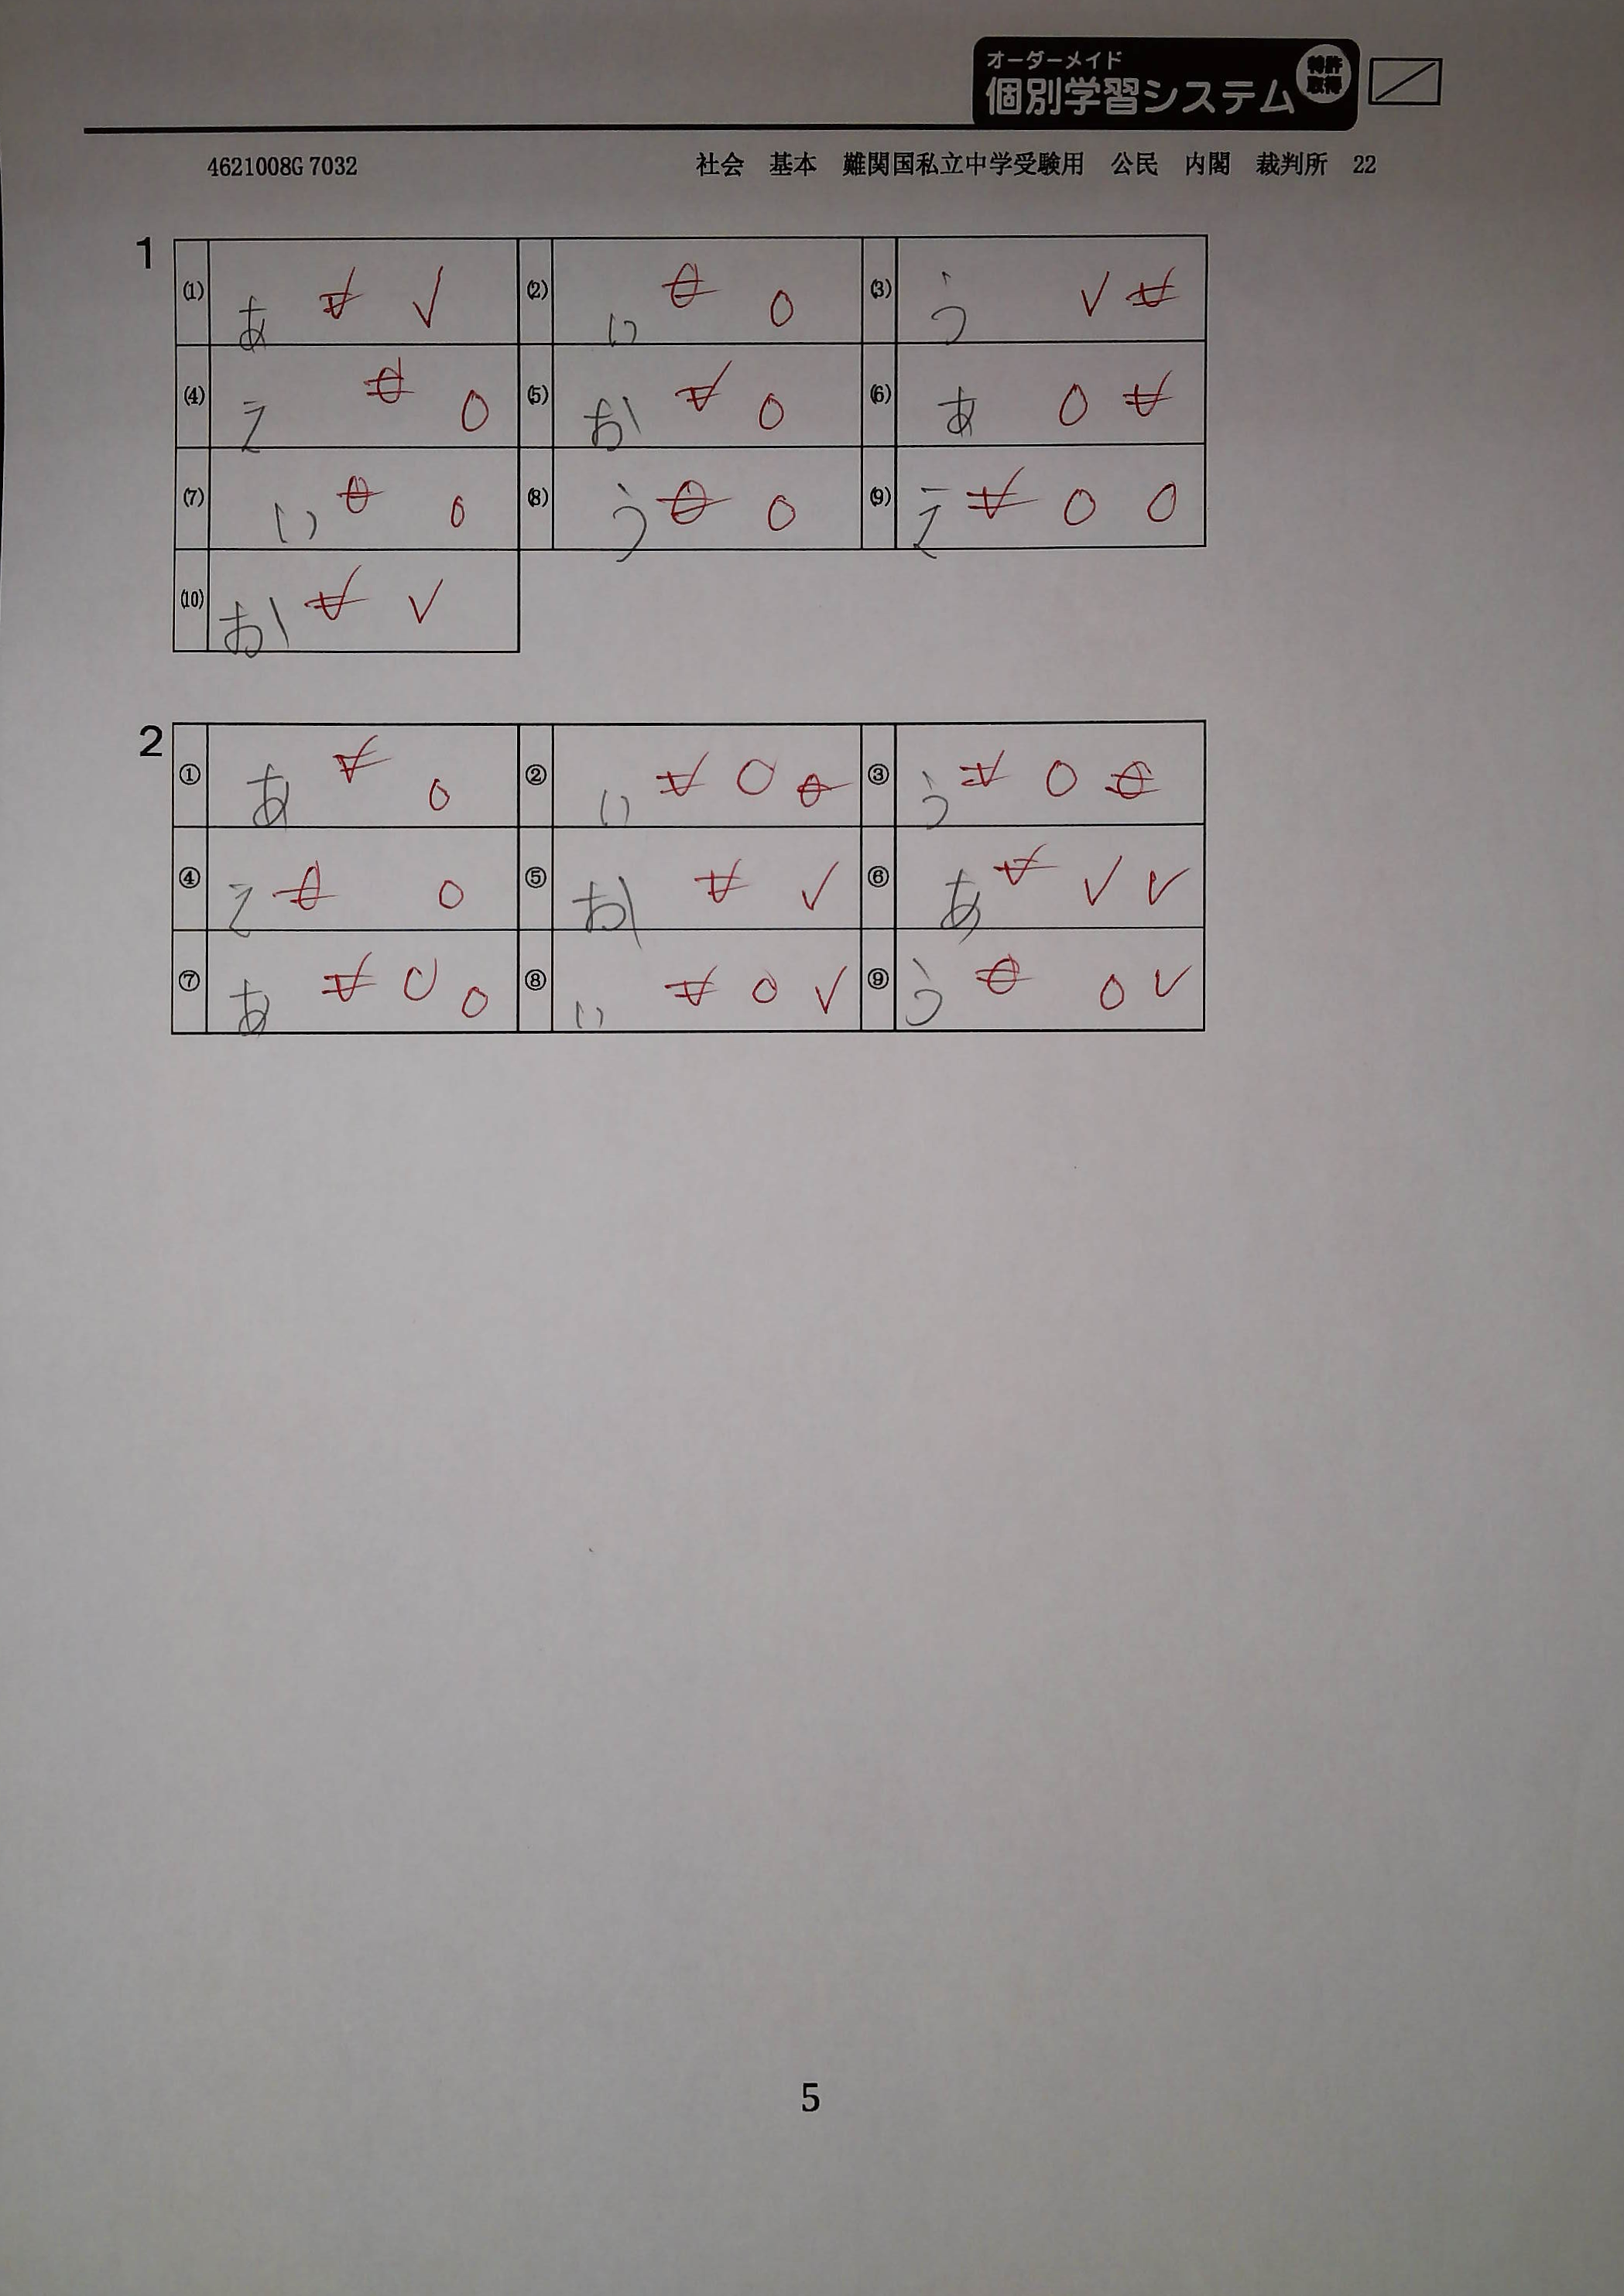 オーダーメイド
個別学習システム
特許
取得
4621008G 7032
社会 基本 難関国私立中学受験用 公民 内閣 裁判所 22
1
(1) あ (2) い (3) う
(4) え (5) お (6) あ
(7) い (8) う (9) え
(10) お
2
① あ ② い ③ う
④ え ⑤ お ⑥ あ
⑦ あ ⑧ い ⑨ う
5